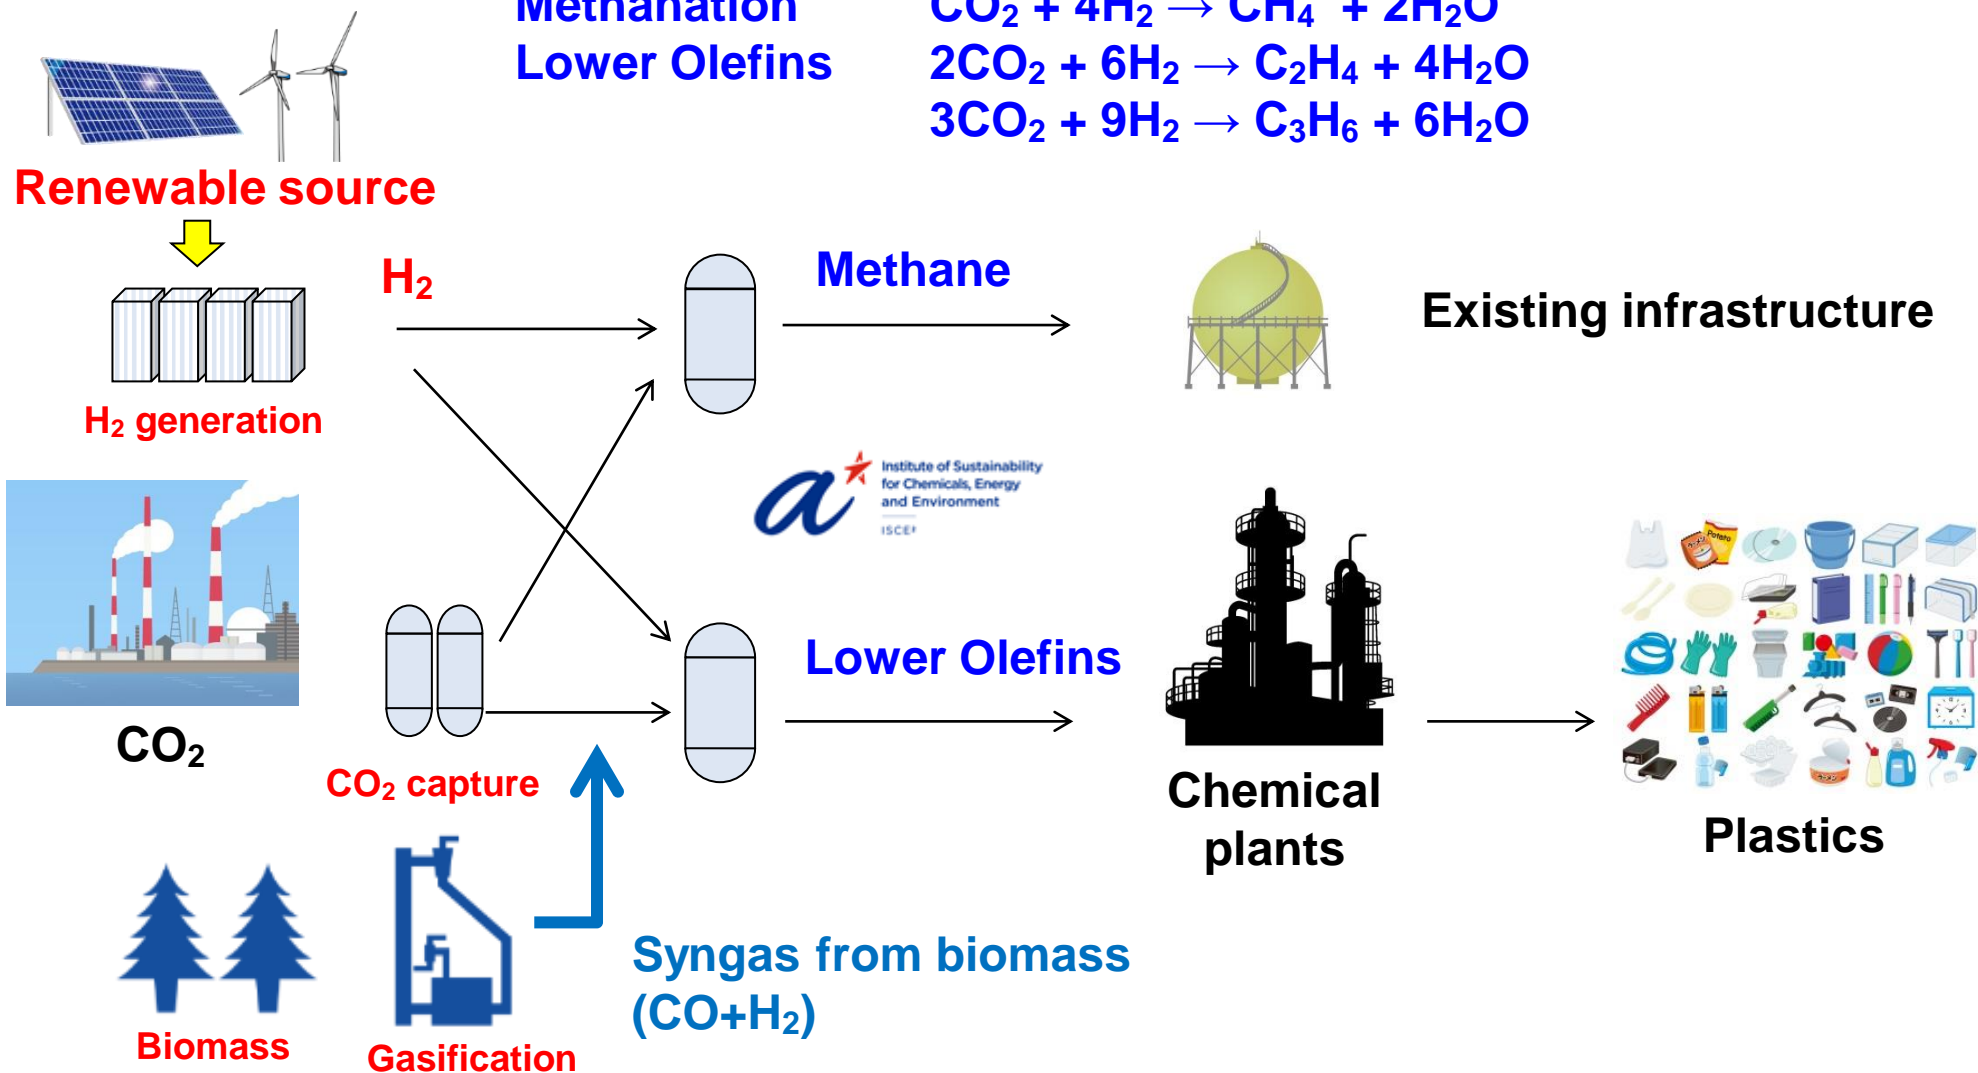 Methanation CO₂ + 4H₂ → CH₄ + 2H₂O
Lower Olefins 2CO₂ + 6H₂ → C₂H₄ + 4H₂O
3CO₂ + 9H₂ → C₃H₆ + 6H₂O
Renewable source
H₂
Methane
Existing infrastructure
H₂ generation
Institute of Sustainability
for Chemicals, Energy
and Environment
Potato
Lower Olefins
CO₂
CO₂ capture
Chemical
plants
Plastics
Syngas from biomass
(CO+H₂)
Biomass
Gasification